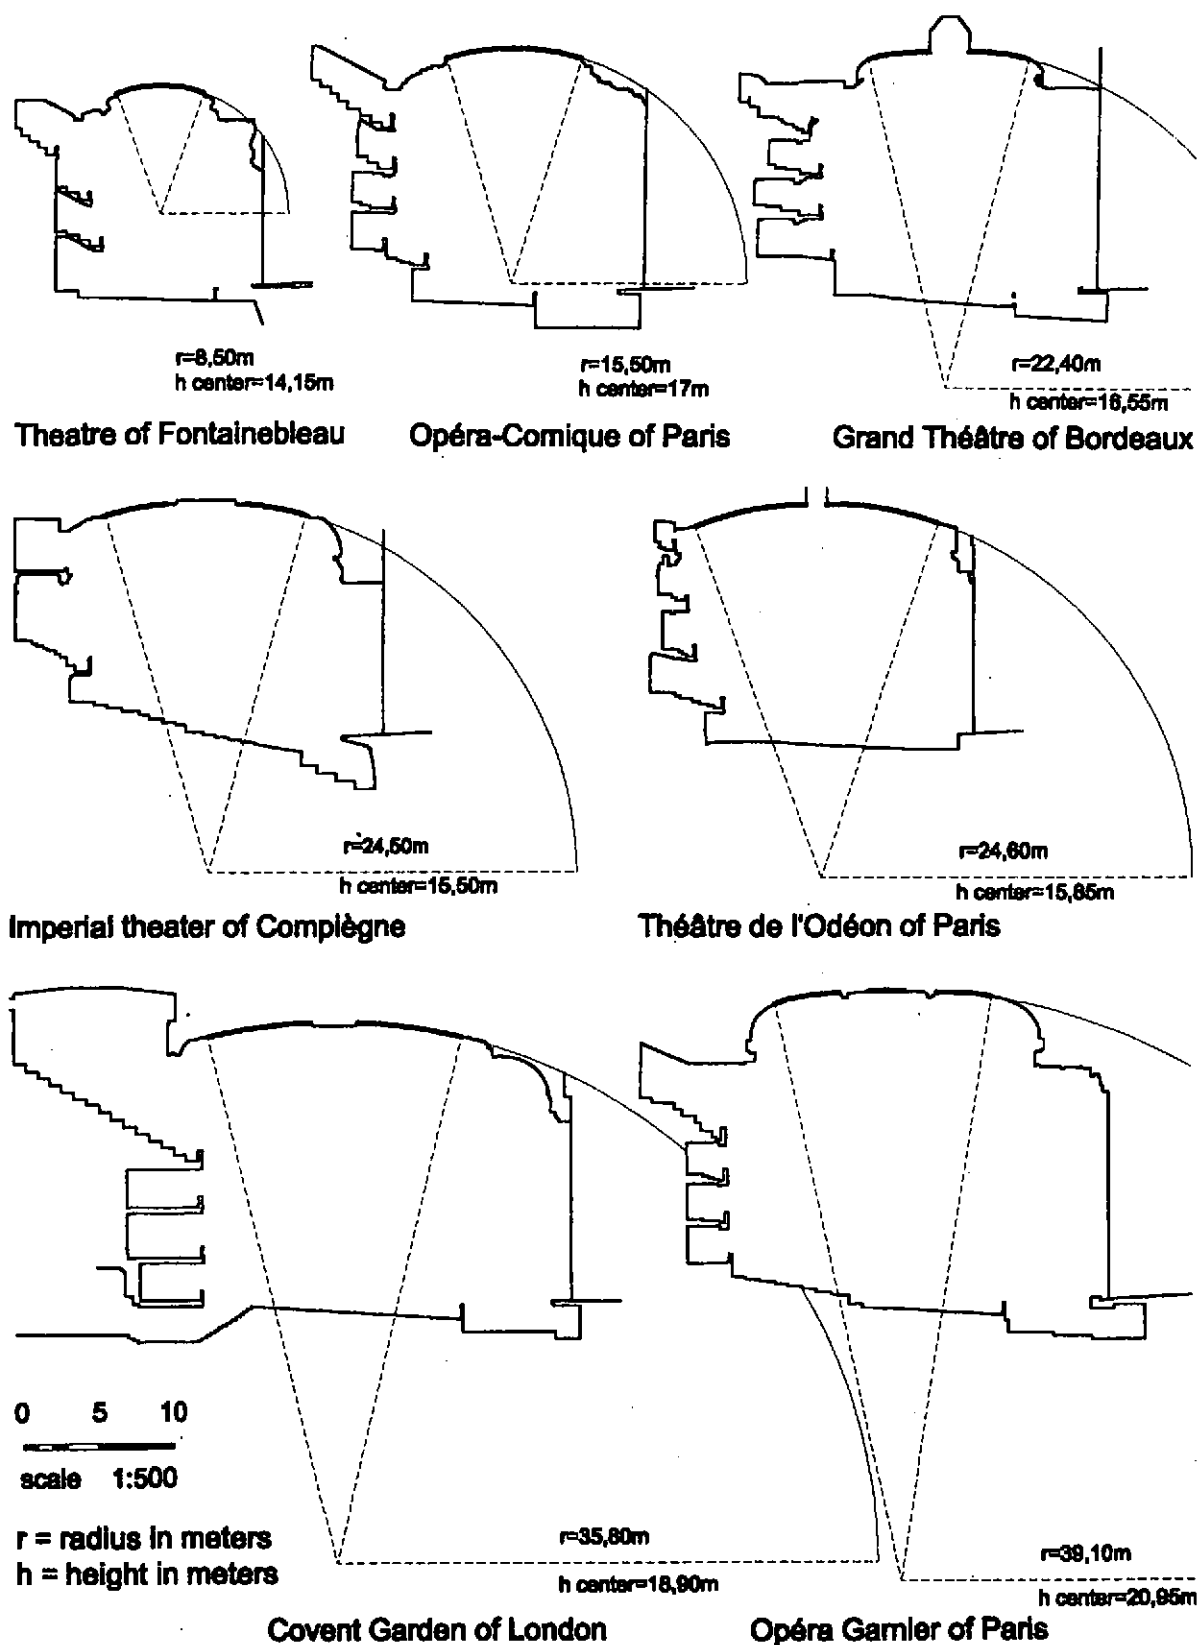 r=8,50m
h center=14,15m
Theatre of Fontainebleau
r=15,50m
h center=17m
Opéra-Comique of Paris
r=22,40m
h center=16,55m
Grand Théâtre of Bordeaux
r=24,50m
h center=15,50m
Imperial theater of Compiègne
r=24,60m
h center=15,65m
Théâtre de l'Odéon of Paris
0 5 10
scale 1:500
r = radius in meters
h = height in meters
r=35,80m
h center=18,90m
Covent Garden of London
r=39,10m
h center=20,95m
Opéra Garnier of Paris